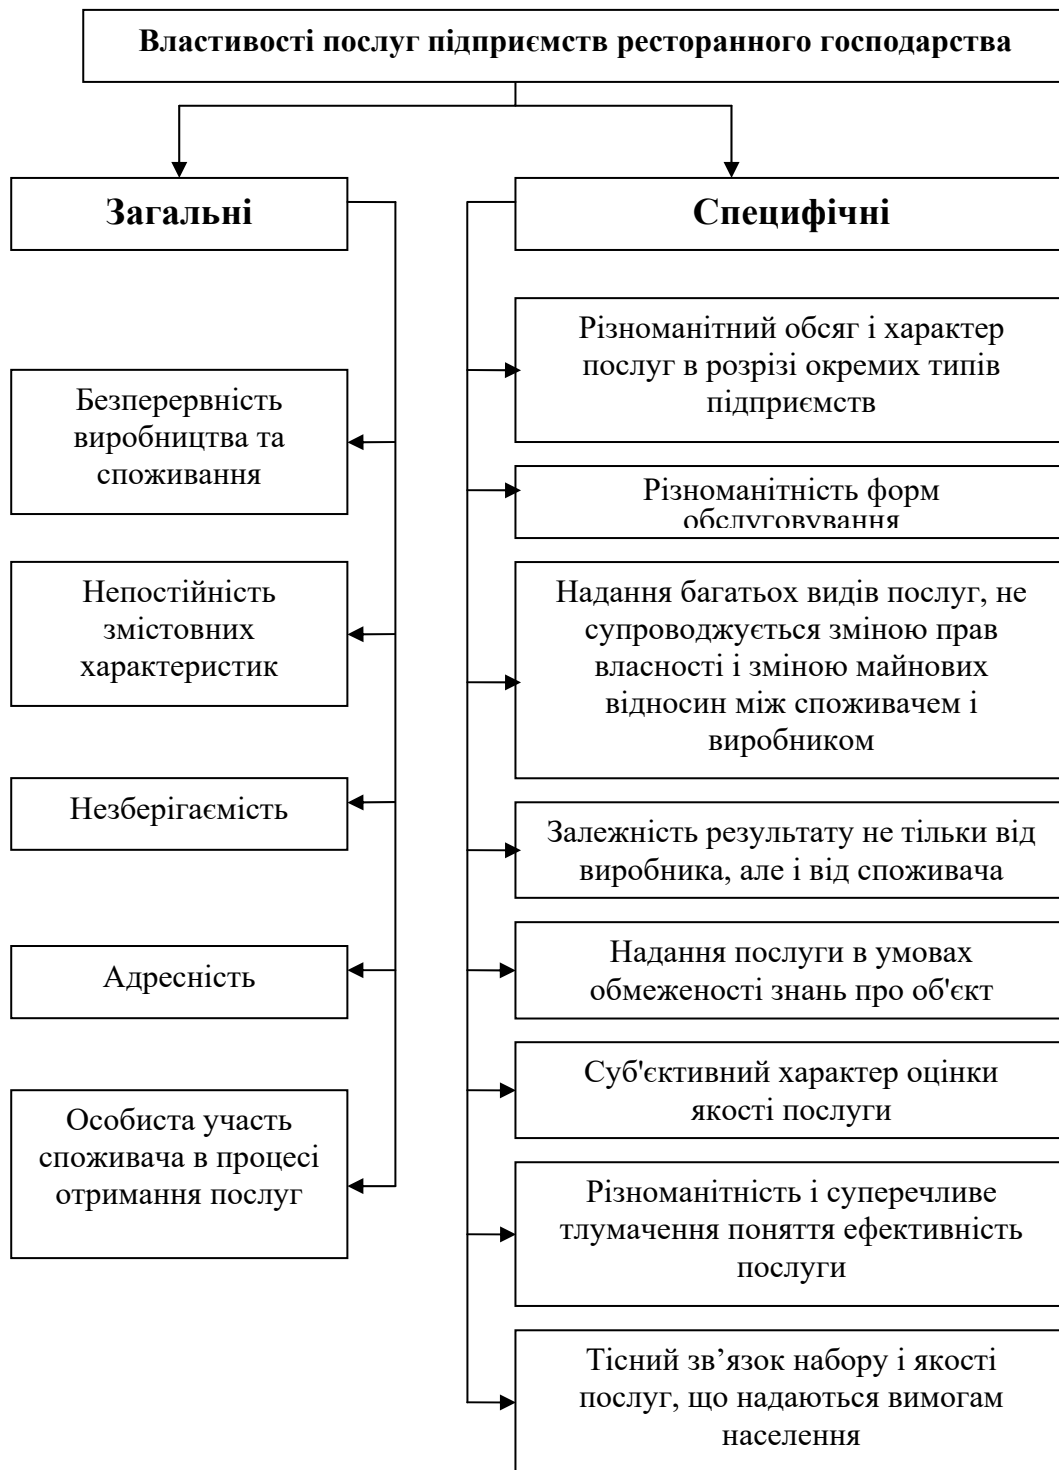 Властивості послуг підприємств ресторанного господарства
Загальні
Безперервність
виробництва та
споживання
Непостійність
змістовних
характеристик
Незберігаємість
Адресність
Особиста участь
споживача в процесі
отримання послуг
Специфічні
Різноманітний обсяг і характер
послуг в розрізі окремих типів
підприємств
Різноманітність форм
обслуговування
Надання багатьох видів послуг, не
супроводжується зміною прав
власності і зміною майнових
відносин між споживачем і
виробником
Залежність результату не тільки від
виробника, але і від споживача
Надання послуги в умовах
обмеженості знань про об'єкт
Суб'єктивний характер оцінки
якості послуги
Різноманітність і суперечливе
тлумачення поняття ефективність
послуги
Тісний зв’язок набору і якості
послуг, що надаються вимогам
населення